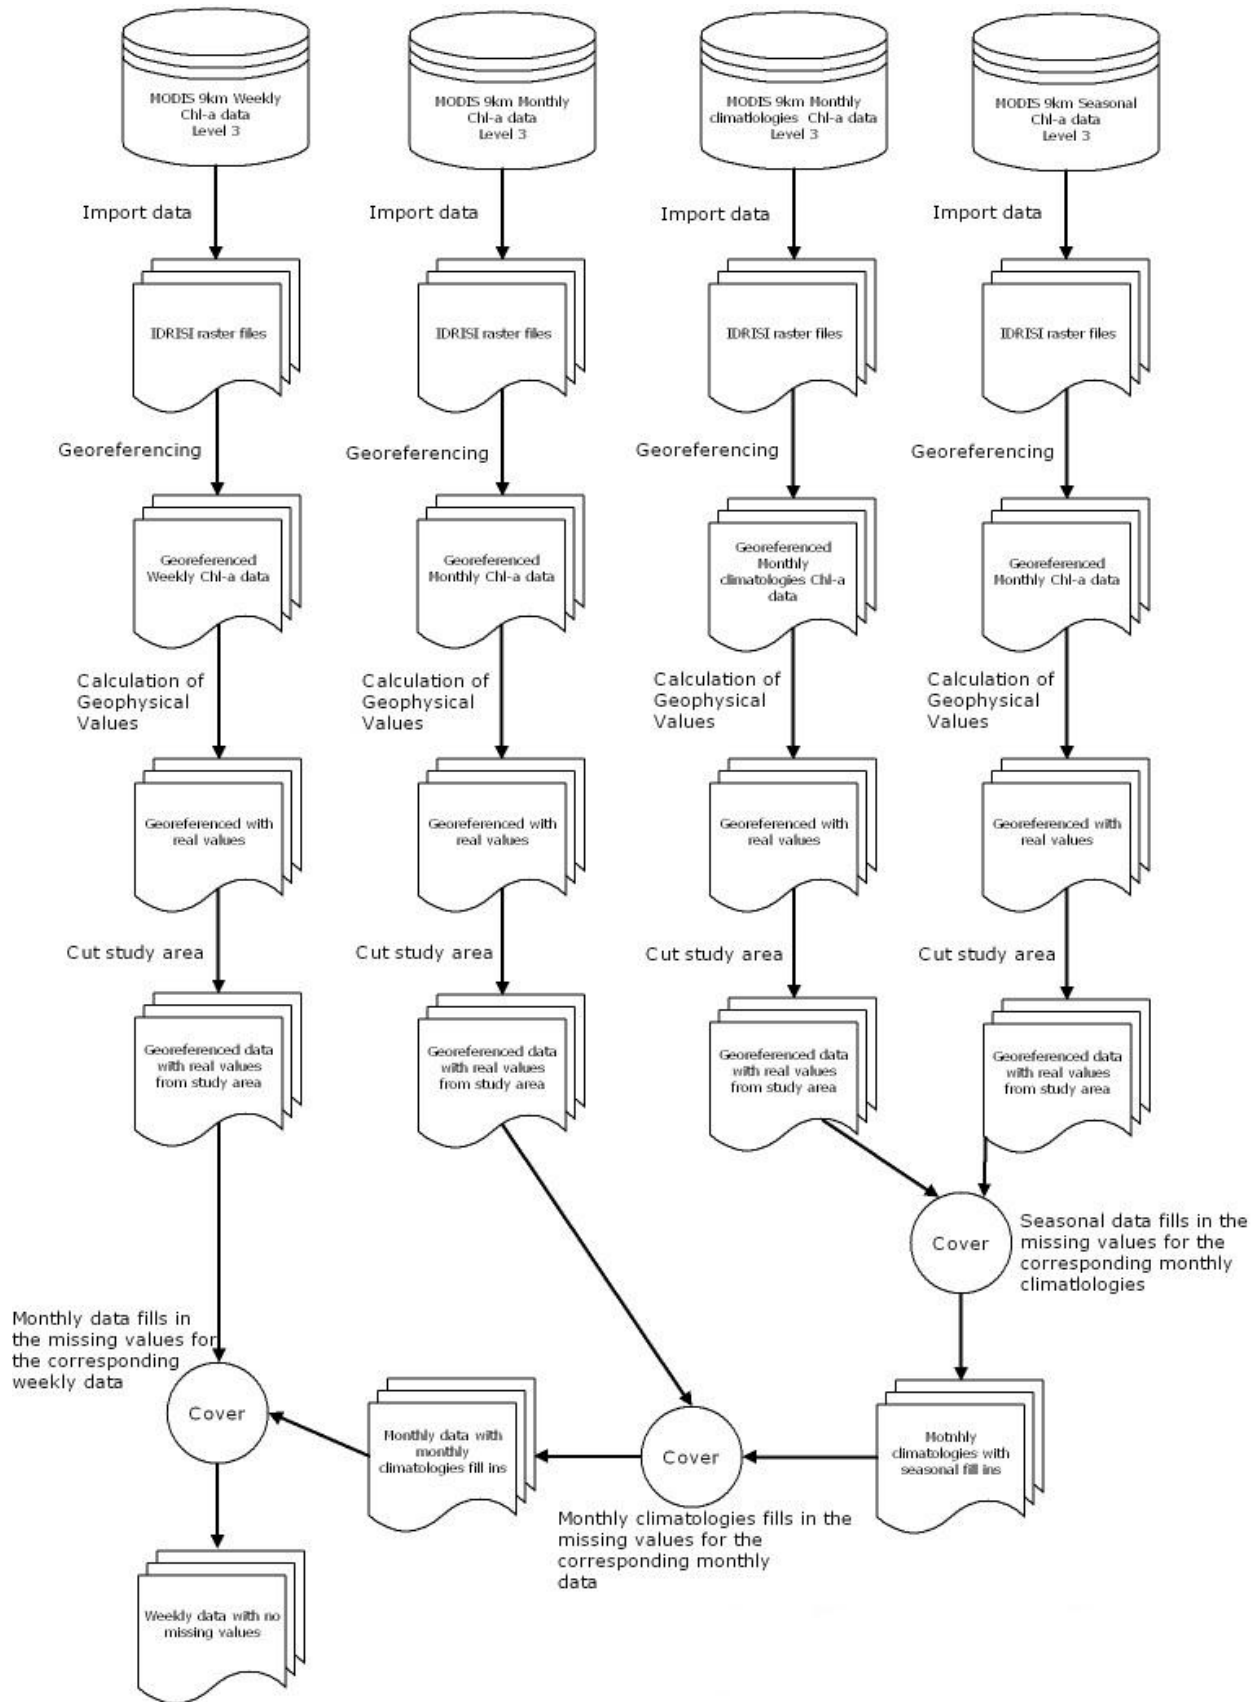 MODIS 9km Weekly
Chl-a data
Level 3
MODIS 9km Monthly
Chl-a data
Level 3
MODIS 9km Monthly
climatlologies Chl-a data
Level 3
MODIS 9km Seasonal
Chl-a data
Level 3
Import data
Import data
Import data
Import data
IDRISI raster files
IDRISI raster files
IDRISI raster files
IDRISI raster files
Georeferencing
Georeferencing
Georeferencing
Georeferencing
Georeferenced
Weekly Chl-a data
Georeferenced
Monthly Chl-a data
Georeferenced
Monthly
climatologies Chl-a
data
Georeferenced
Monthly Chl-a data
Calculation of
Geophysical
Values
Calculation of
Geophysical
Values
Calculation of
Geophysical
Values
Calculation of
Geophysical
Values
Georeferenced with
real values
Georeferenced with
real values
Georeferenced with
real values
Georeferenced with
real values
Cut study area
Cut study area
Cut study area
Cut study area
Georeferenced data
with real values
from study area
Georeferenced data
with real values
from study area
Georeferenced data
with real values
from study area
Georeferenced data
with real values
from study area
Cover
Seasonal data fills in the
missing values for the
corresponding monthly
climatlologies
Monthly data fills in
the missing values for
the corresponding
weekly data
Cover
Monthly data with
monthly
climatologies fill ins
Cover
Motnhly
climatologies with
seasonal fill ins
Monthly climatologies fills in the
missing values for the
corresponding monthly
data
Weekly data with no
missing values